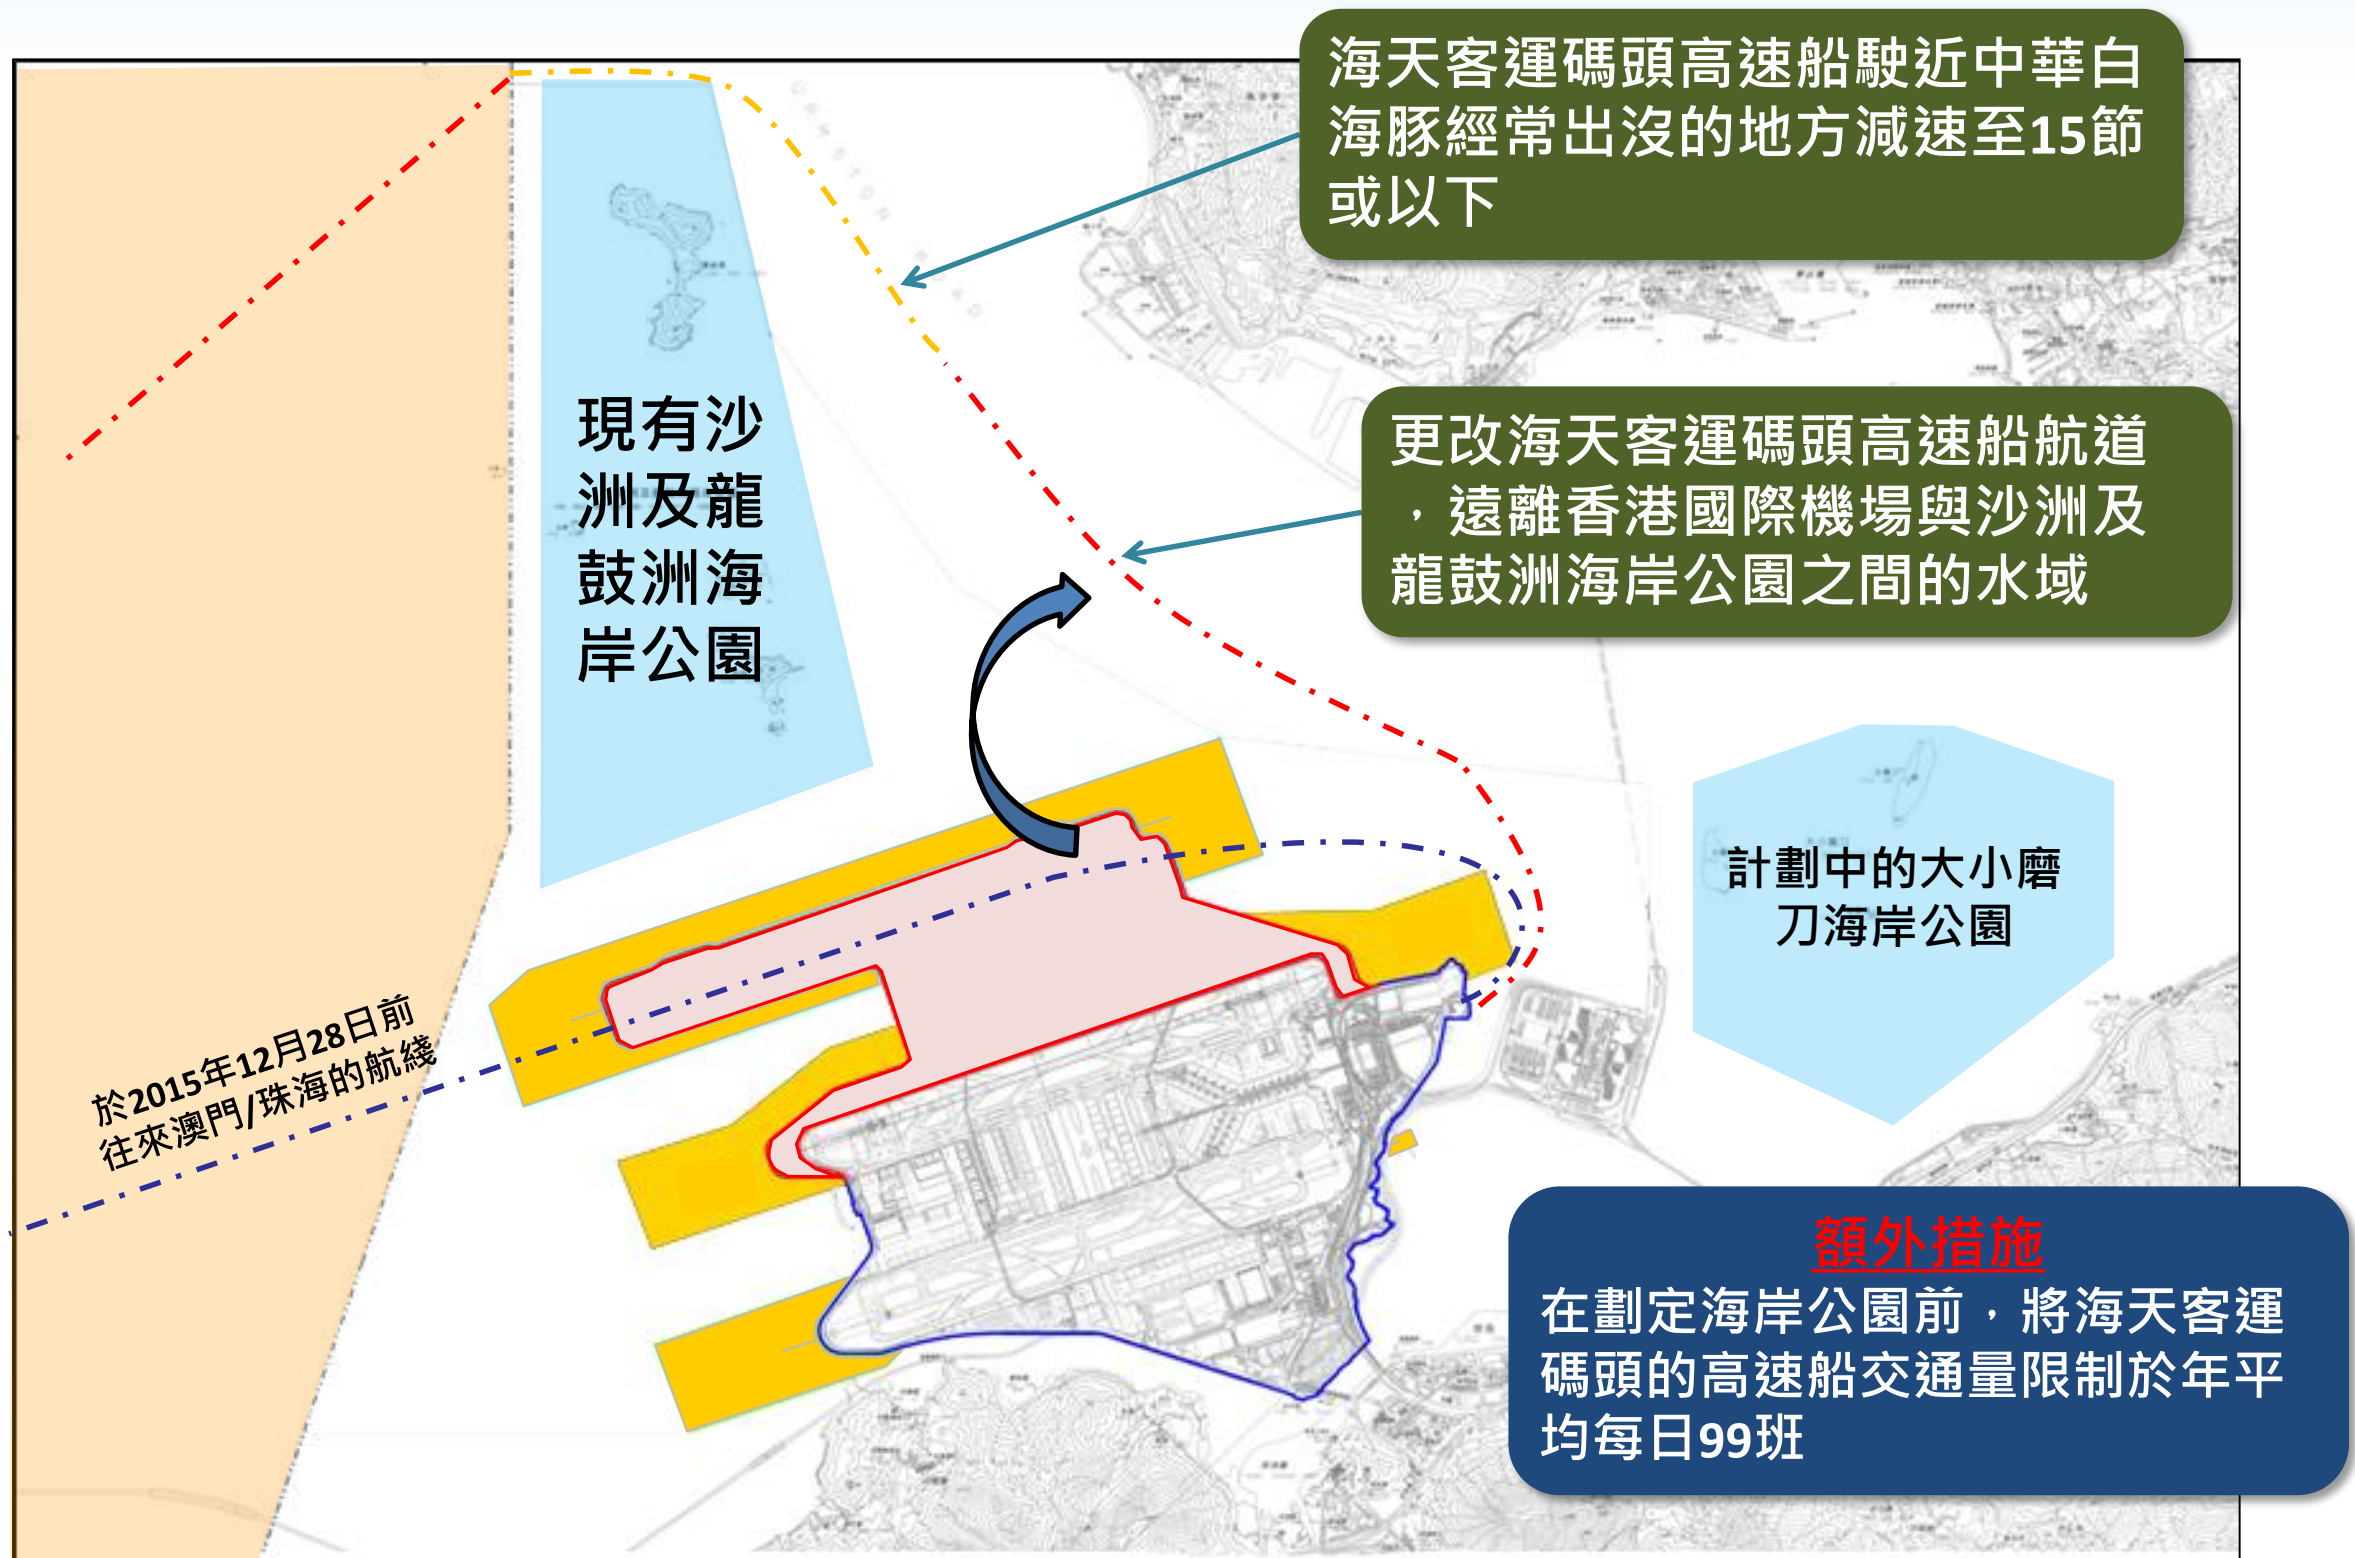 海天客運碼頭高速船駛近中華白
海豚經常出沒的地方減速至15節
或以下
現有沙
洲及龍
鼓洲海
岸公園
更改海天客運碼頭高速船航道
，遠離香港國際機場與沙洲及
龍鼓洲海岸公園之間的水域
計劃中的大小磨
刀海岸公園
於2015年12月28日前
往來澳門/珠海的航綫
額外措施
在劃定海岸公園前，將海天客運
碼頭的高速船交通量限制於年平
均每日99班